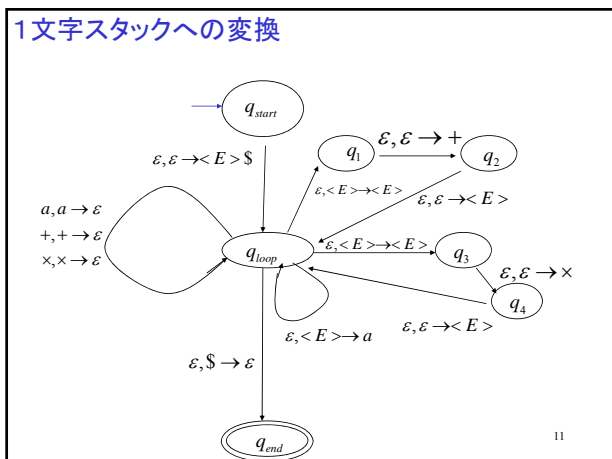 1文字スタックへの変換
q_start
ε,ε→<E>$
q_1
ε,ε→+
q_2
ε,<E>→<E>
ε,ε→<E>
a,a→ε
+,+→ε
×,×→ε
q_loop
ε,<E>→<E>
q_3
ε,ε→×
q_4
ε,<E>→a
ε,ε→<E>
ε,$→ε
q_end
11